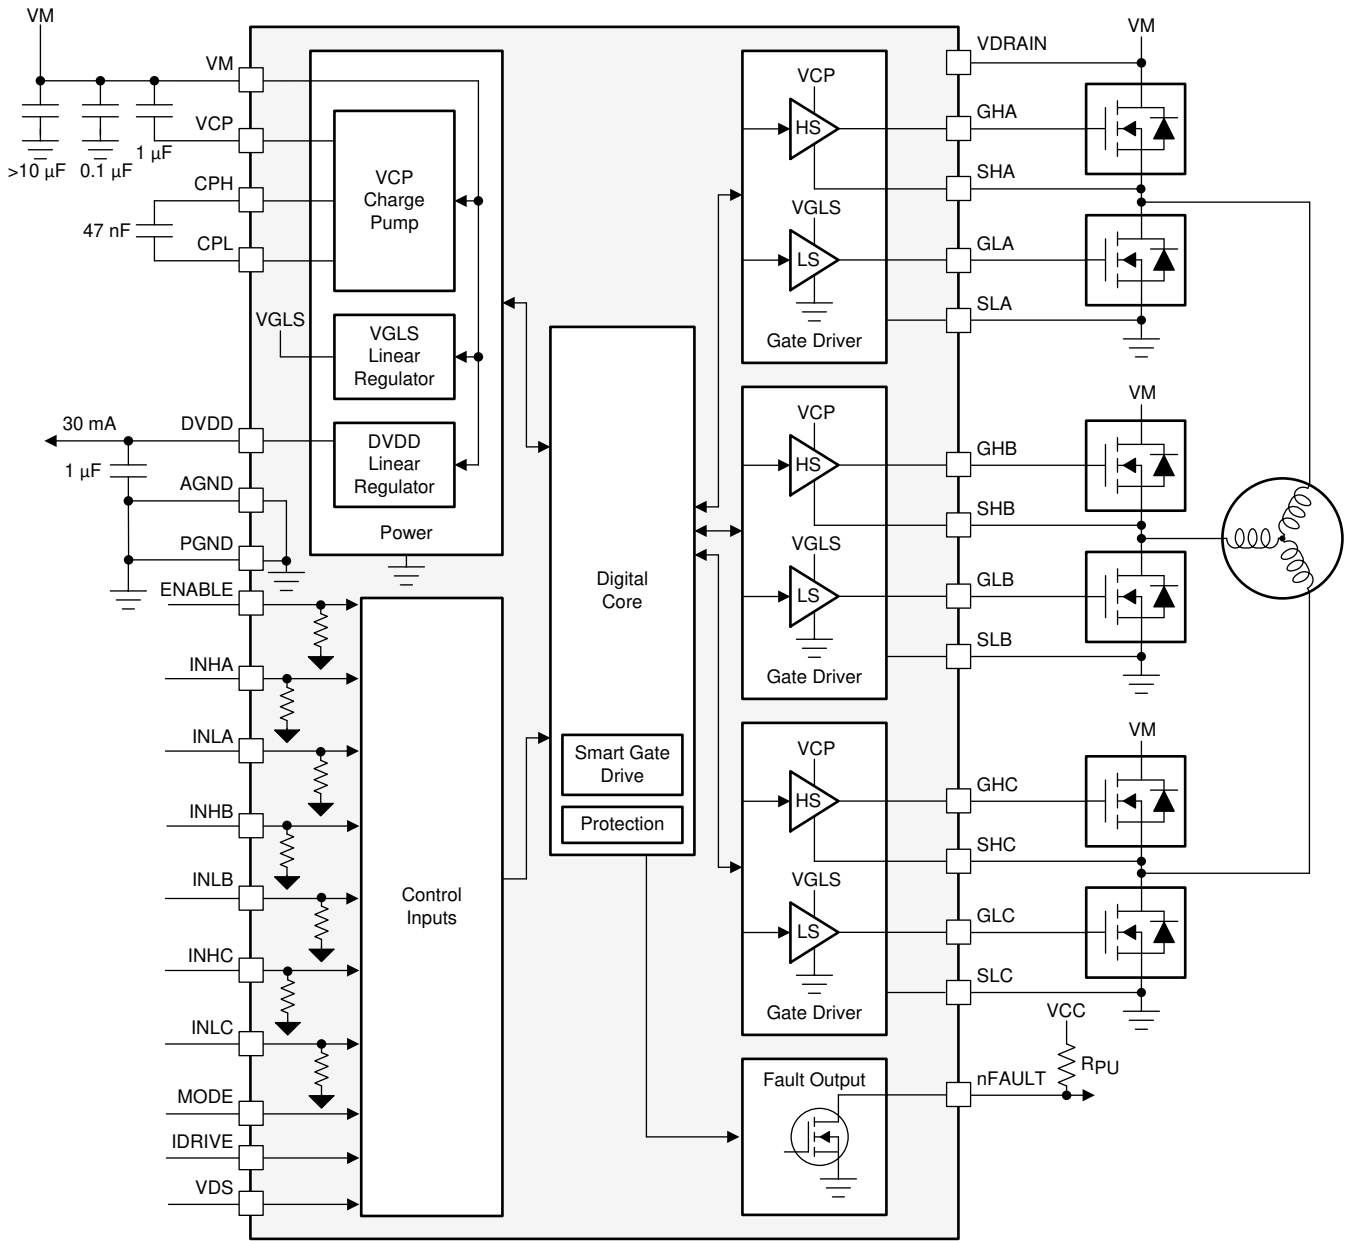 VM
VM
VCP
>10 µF
0.1 µF
1 µF
CPH
47 nF
CPL
VCP
Charge
Pump
VGLS
VGLS
Linear
Regulator
30 mA
DVDD
1 µF
DVDD
Linear
Regulator
AGND
PGND
Power
ENABLE
INHA
INLA
INHB
INLB
INHC
INLC
MODE
IDRIVE
VDS
Control
Inputs
Digital
Core
Smart Gate
Drive
Protection
VCP
HS
VGLS
LS
Gate Driver
VCP
HS
VGLS
LS
Gate Driver
VCP
HS
VGLS
LS
Gate Driver
Fault Output
VDRAIN
VM
GHA
SHA
GLA
SLA
VM
GHB
SHB
GLB
SLB
VM
GHC
SHC
GLC
SLC
VCC
RPU
nFAULT